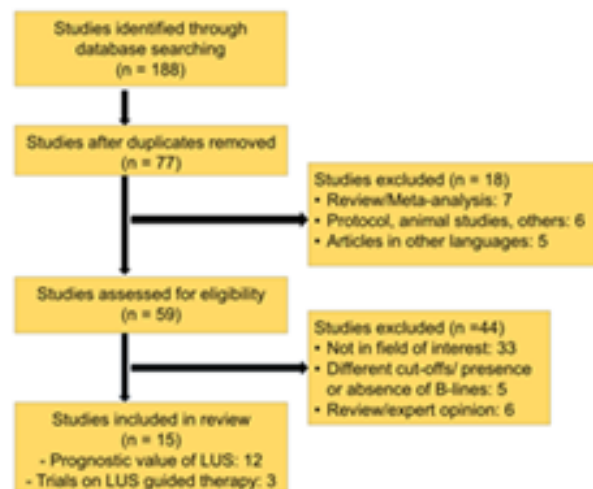 Studies identified through
database searching
(n = 188)
Studies after duplicates removed
(n = 77)
Studies excluded (n = 18)
• Review/Meta-analysis: 7
• Protocol, animal studies, others: 6
• Articles in other languages: 5
Studies assessed for eligibility
(n = 59)
Studies excluded (n =44)
• Not in field of interest: 33
• Different cut-offs/ presence
or absence of B-lines: 5
• Review/expert opinion: 6
Studies included in review
(n = 15)
- Prognostic value of LUS: 12
- Trials on LUS guided therapy: 3